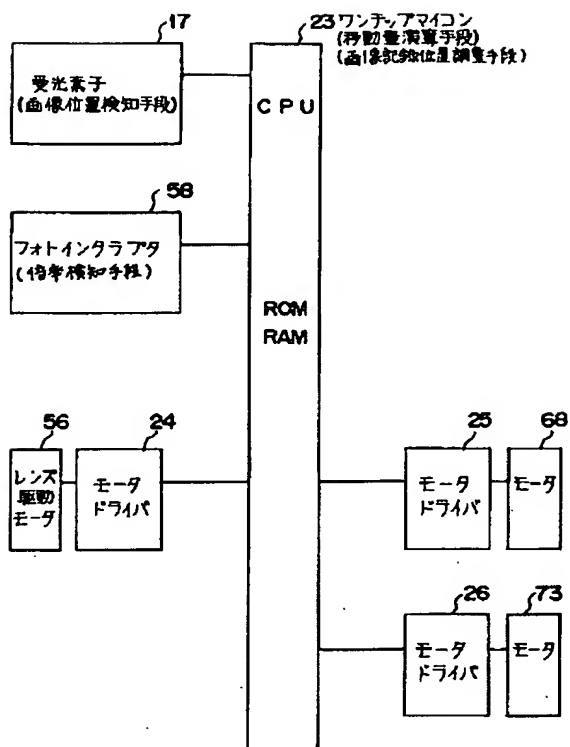 17
受光素子
(画像位置検知手段)
23 ワンチップマイコン
(移動量演算手段)
(画像記録位置調整手段)
CPU
58
フォトインタラプタ
(倍率検知手段)
ROM
RAM
56
レンズ
駆動
モータ
24
モータ
ドライバ
25
モータ
ドライバ
68
モータ
26
モータ
ドライバ
73
モータ